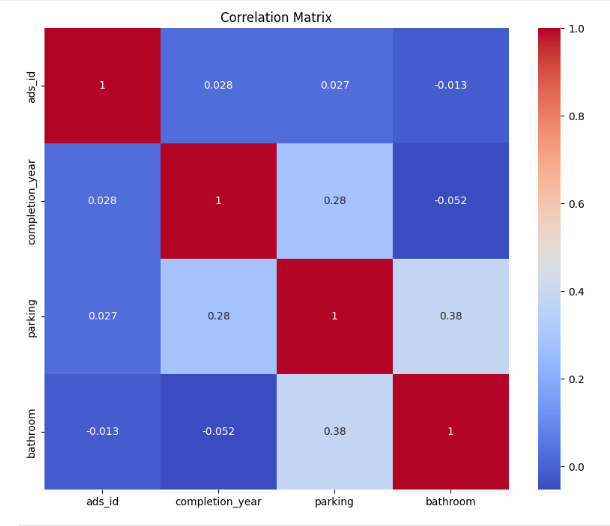 Correlation Matrix
ads_id 1 0.028 0.027 -0.013
completion_year 0.028 1 0.28 -0.052
parking 0.027 0.28 1 0.38
bathroom -0.013 -0.052 0.38 1
ads_id completion_year parking bathroom
1.0
0.8
0.6
0.4
0.2
0.0